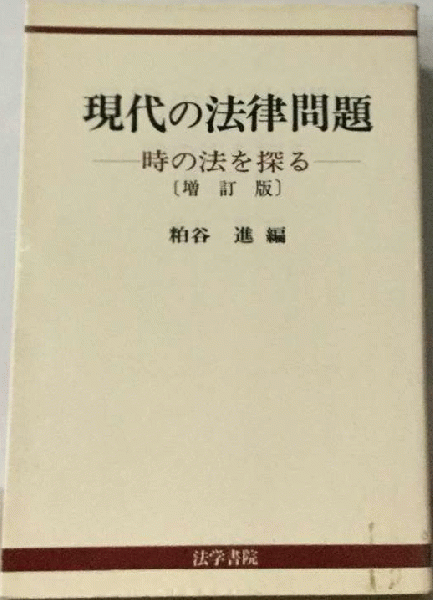 現代の法律問題
―時の法を探る―
〔増訂版〕
粕谷 進 編
法学書院